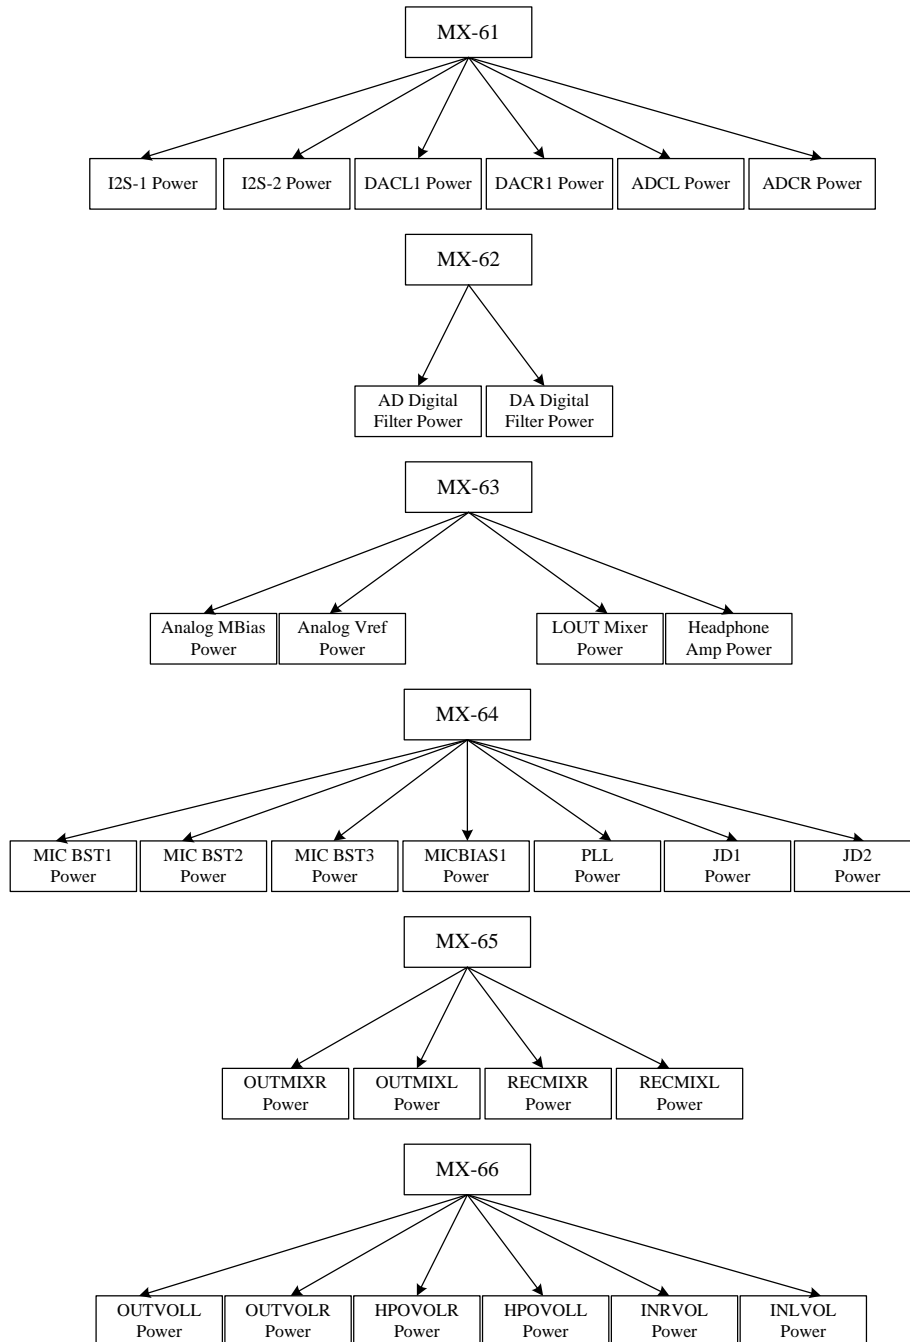 MX-61
I2S-1 Power
I2S-2 Power
DACL1 Power
DACR1 Power
ADCL Power
ADCR Power
MX-62
AD Digital
Filter Power
DA Digital
Filter Power
MX-63
Analog MBias
Power
Analog Vref
Power
LOUT Mixer
Power
Headphone
Amp Power
MX-64
MIC BST1
Power
MIC BST2
Power
MIC BST3
Power
MICBIAS1
Power
PLL
Power
JD1
Power
JD2
Power
MX-65
OUTMIXR
Power
OUTMIXL
Power
RECMIXR
Power
RECMIXL
Power
MX-66
OUTVOLL
Power
OUTVOLR
Power
HPOVOLR
Power
HPOVOLL
Power
INRVOL
Power
INLVOL
Power